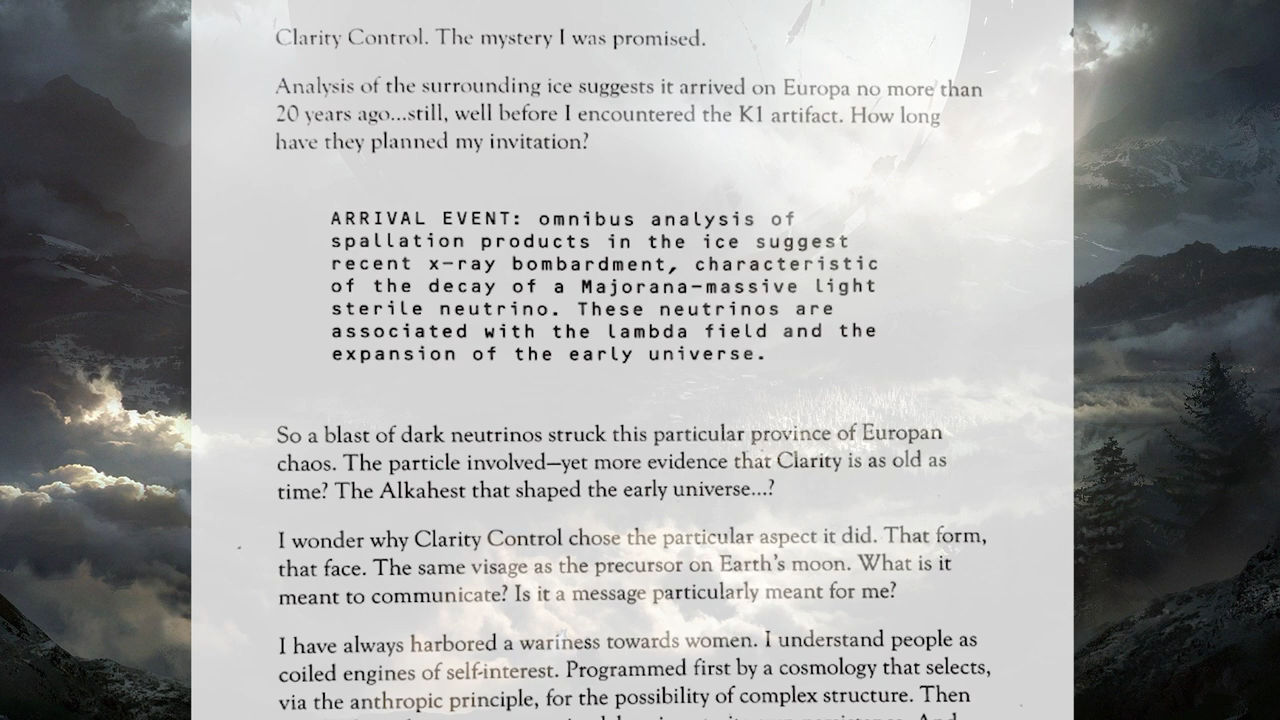 Clarity Control. The mystery I was promised.
Analysis of the surrounding ice suggests it arrived on Europa no more than
20 years ago...still, well before I encountered the K1 artifact. How long
have they planned my invitation?
ARRIVAL EVENT: omnibus analysis of
spallation products in the ice suggest
recent x-ray bombardment, characteristic
of the decay of a Majorana-massive light
sterile neutrino. These neutrinos are
associated with the lambda field and the
expansion of the early universe.
So a blast of dark neutrinos struck this particular province of Europan
chaos. The particle involved—yet more evidence that Clarity is as old as
time? The Alkahest that shaped the early universe...?
I wonder why Clarity Control chose the particular aspect it did. That form,
that face. The same visage as the precursor on Earth's moon. What is it
meant to communicate? Is it a message particularly meant for me?
I have always harbored a wariness towards women. I understand people as
coiled engines of self-interest. Programmed first by a cosmology that selects,
via the anthropic principle, for the possibility of complex structure. Then